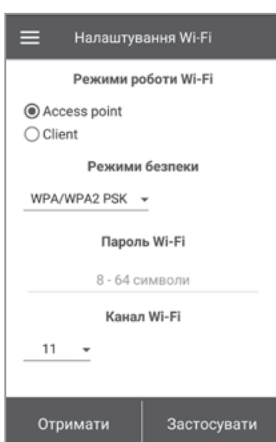 Налаштування Wi-Fi
Режими роботи Wi-Fi
Access point
Client
Режими безпеки
WPA/WPA2 PSK
Пароль Wi-Fi
8 - 64 символи
Канал Wi-Fi
11
Отримати Застосувати